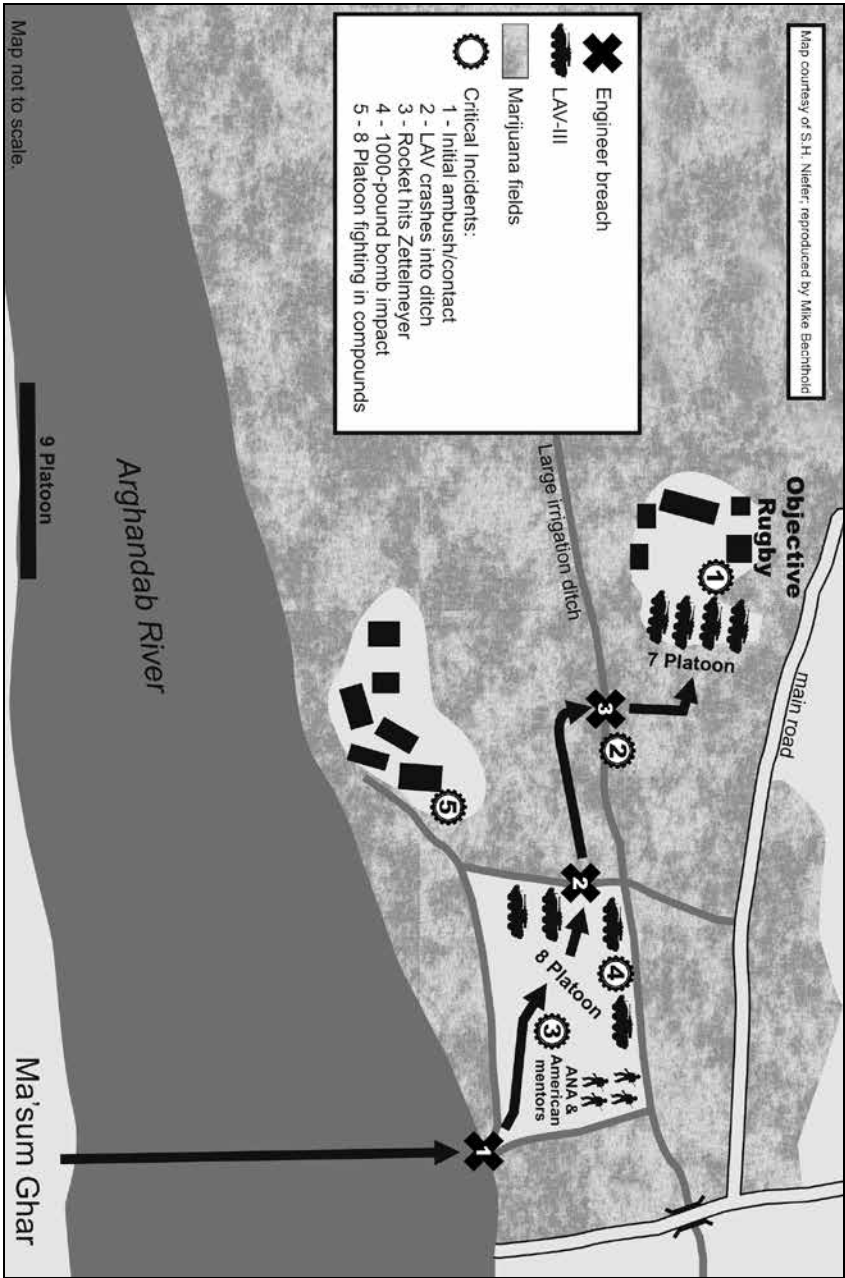 Map courtesy of S.H. Niefer; reproduced by Mike Bechthold
Engineer breach
LAV-III
Marijuana fields
Critical Incidents:
1 - Initial ambush/contact
2 - LAV crashes into ditch
3 - Rocket hits Zettelmeyer
4 - 1000-pound bomb impact
5 - 8 Platoon fighting in compounds
Map not to scale.
Objective
Rugby
main road
1
7 Platoon
Large irrigation ditch
3
2
5
2
4
8 Platoon
3
ANA &
American
mentors
1
9 Platoon
Arghandab River
Ma'sum Ghar